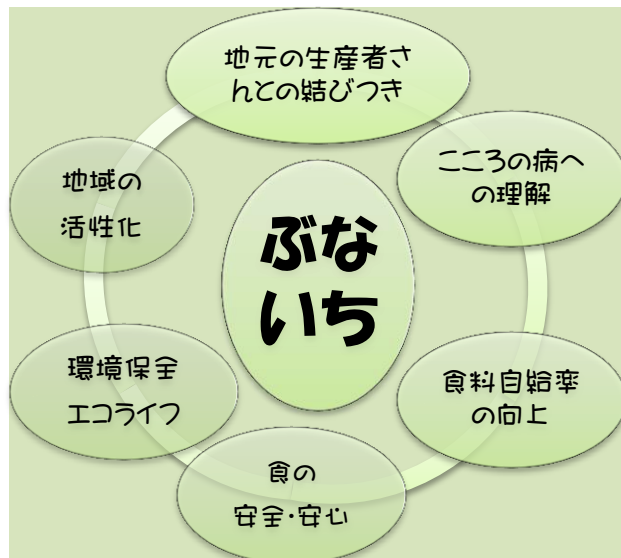 地元の生産者さ
んとの結びつき
こころの病へ
の理解
地域の
活性化
ぶな
いち
環境保全
エコライフ
食料自給率
の向上
食の
安全・安心